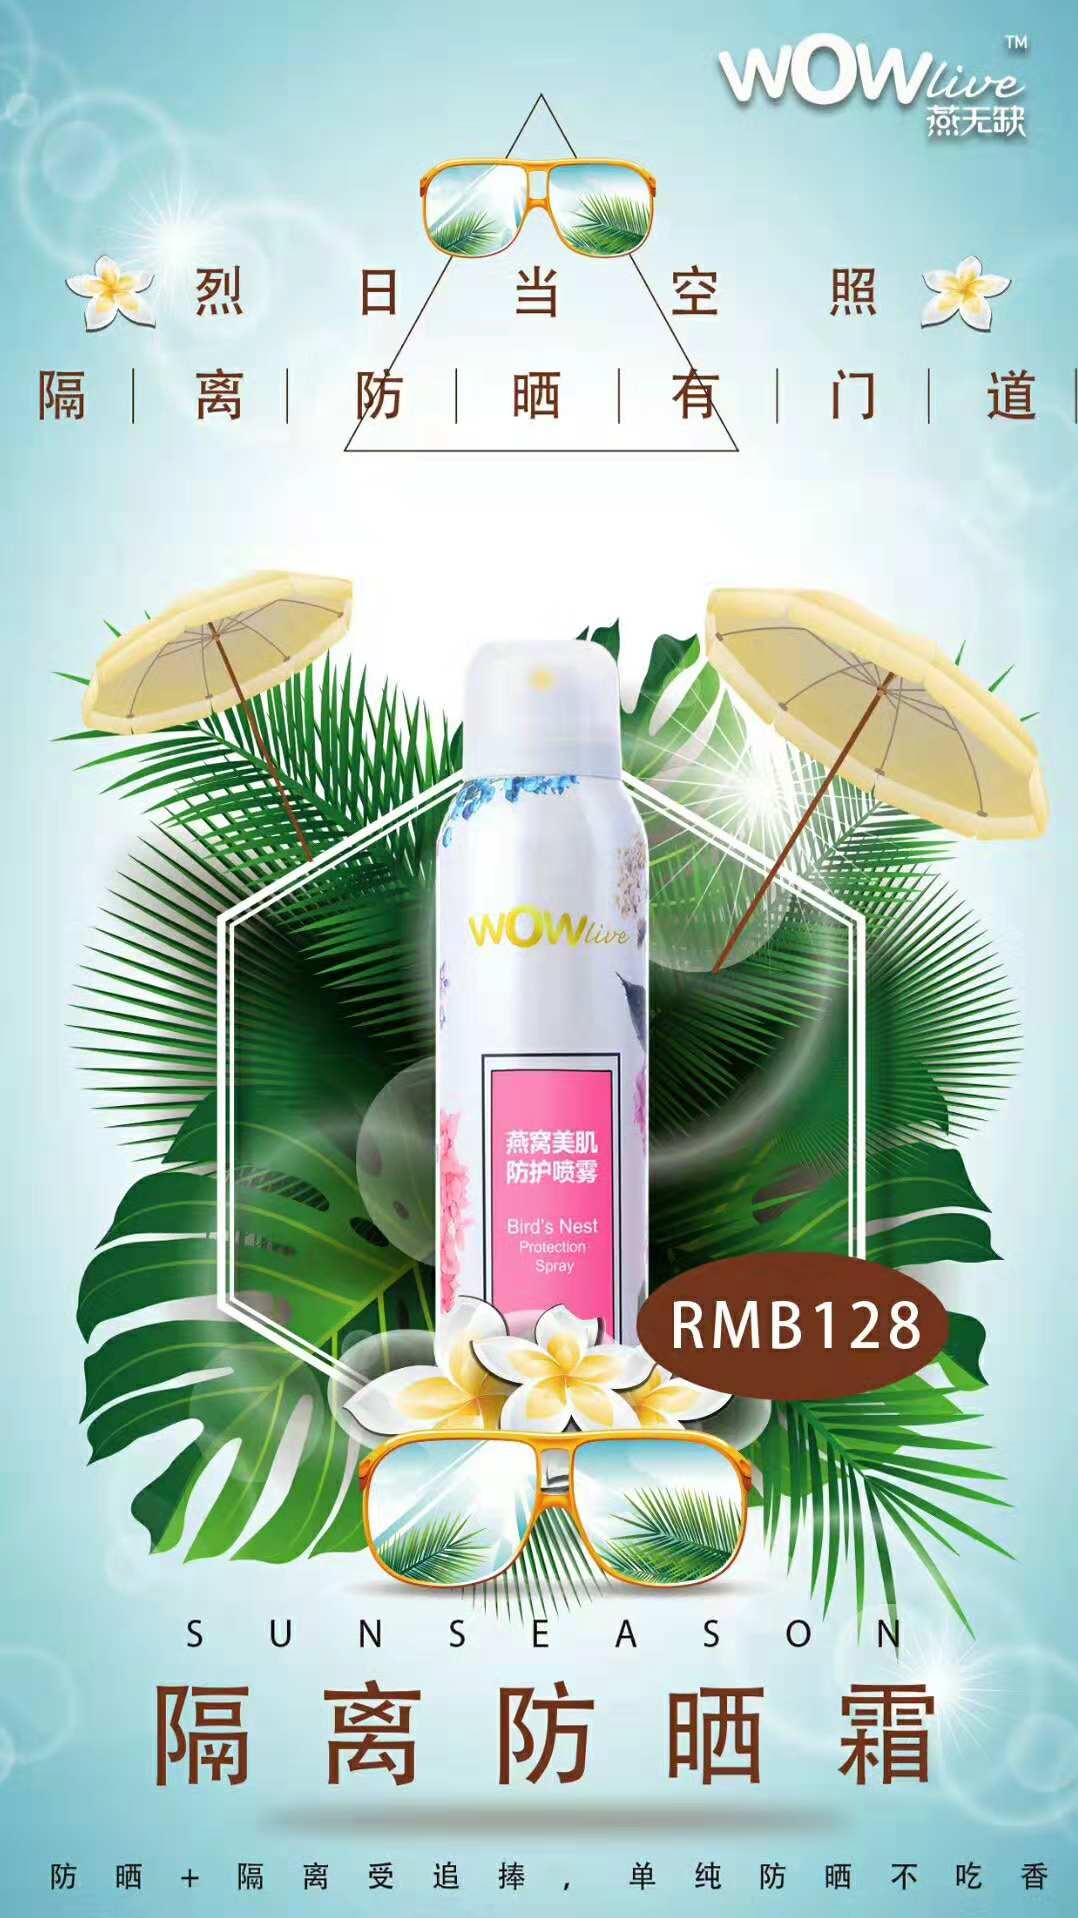 WOWlive™
燕无缺
烈日当空照
隔离防晒有门道
WOWlive
燕窝美肌
防护喷雾
Bird's Nest
Protection
Spray
RMB128
SUNSEASON
隔离防晒霜
防晒+隔离受追捧,单纯防晒不吃香